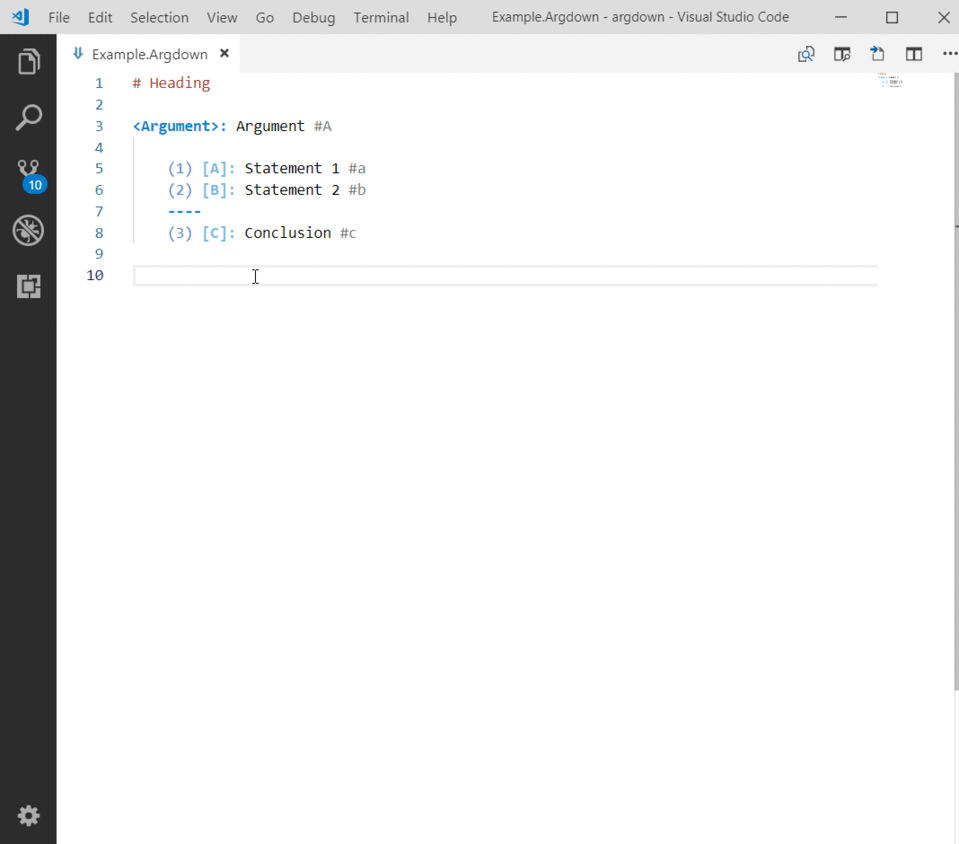 File Edit Selection View Go Debug Terminal Help Example.Argdown - argdown - Visual Studio Code
Example.Argdown
1 # Heading
2
3 <Argument>: Argument #A
4
5 (1) [A]: Statement 1 #a
6 (2) [B]: Statement 2 #b
7 ----
8 (3) [C]: Conclusion #c
9
10
10